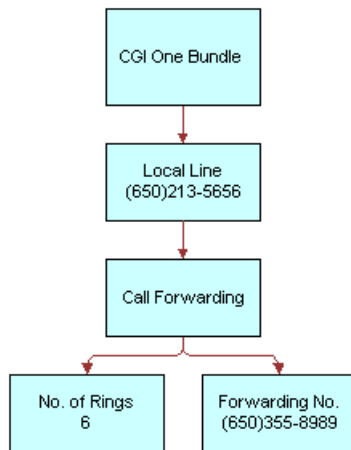 CGI One Bundle
Local Line
(650)213-5656
Call Forwarding
No. of Rings
6
Forwarding No.
(650)355-8989